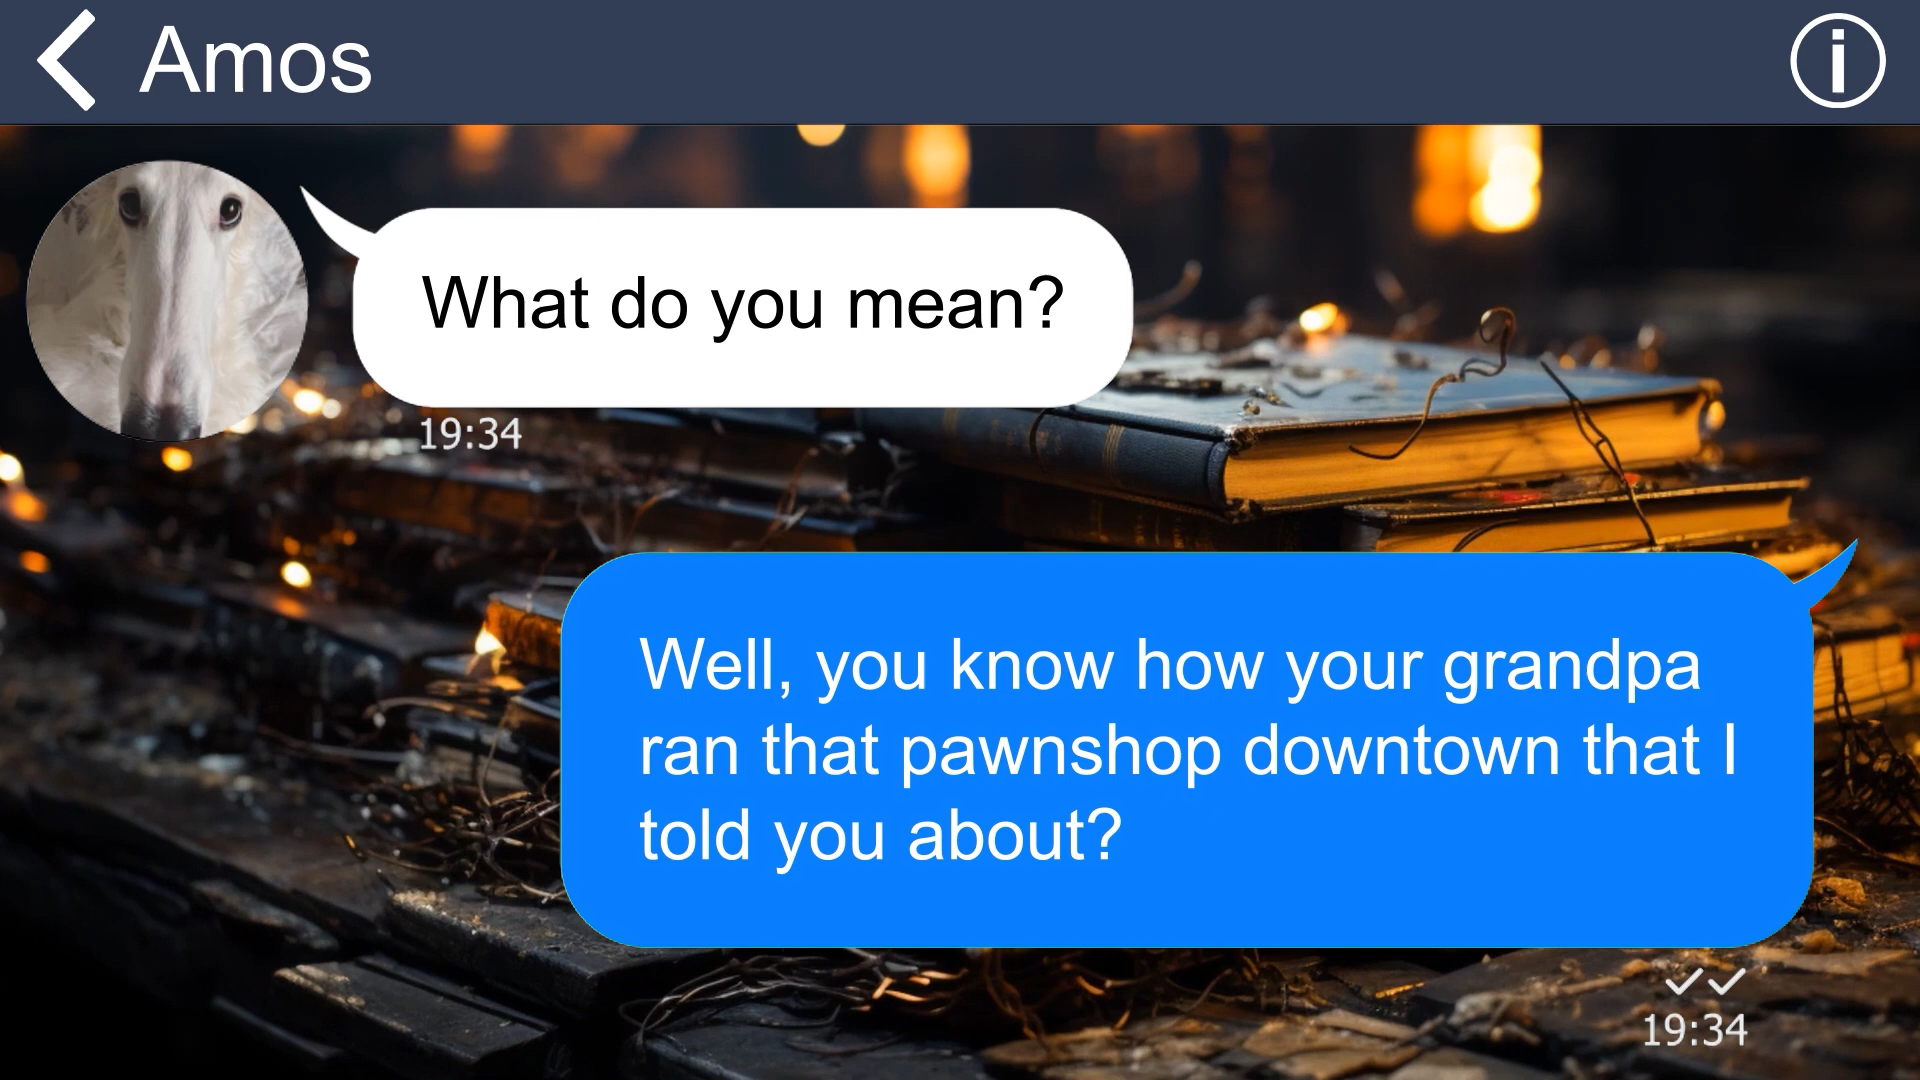 Amos
What do you mean?
19:34
Well, you know how your grandpa
ran that pawnshop downtown that I
told you about?
19:34